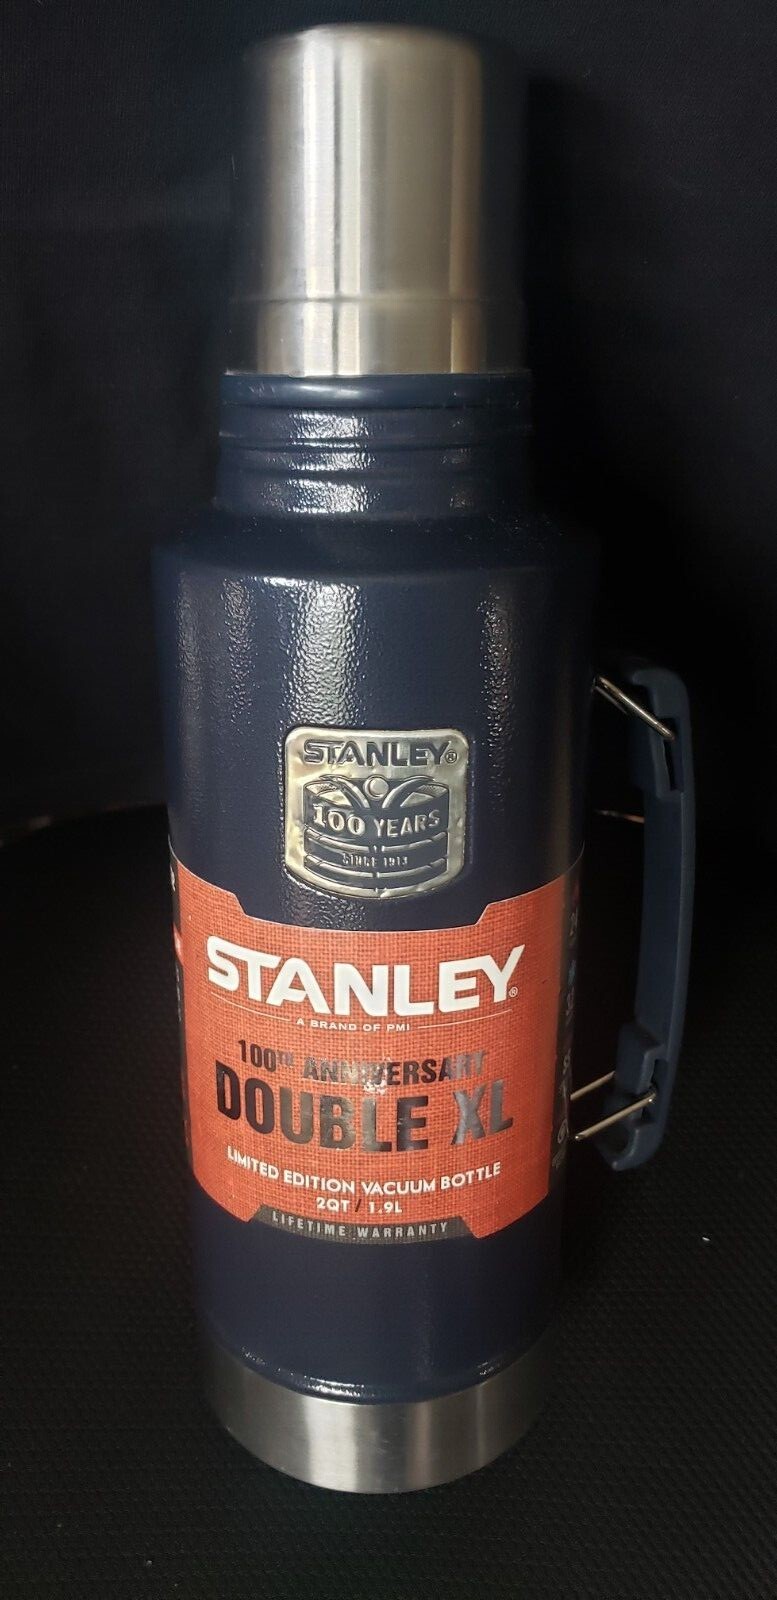 STANLEY®
100 YEARS
SINCE 1913
STANLEY®
A BRAND OF PMI
100TH ANNIVERSARY
DOUBLE XL
LIMITED EDITION VACUUM BOTTLE
2QT / 1.9L
LIFETIME WARRANTY